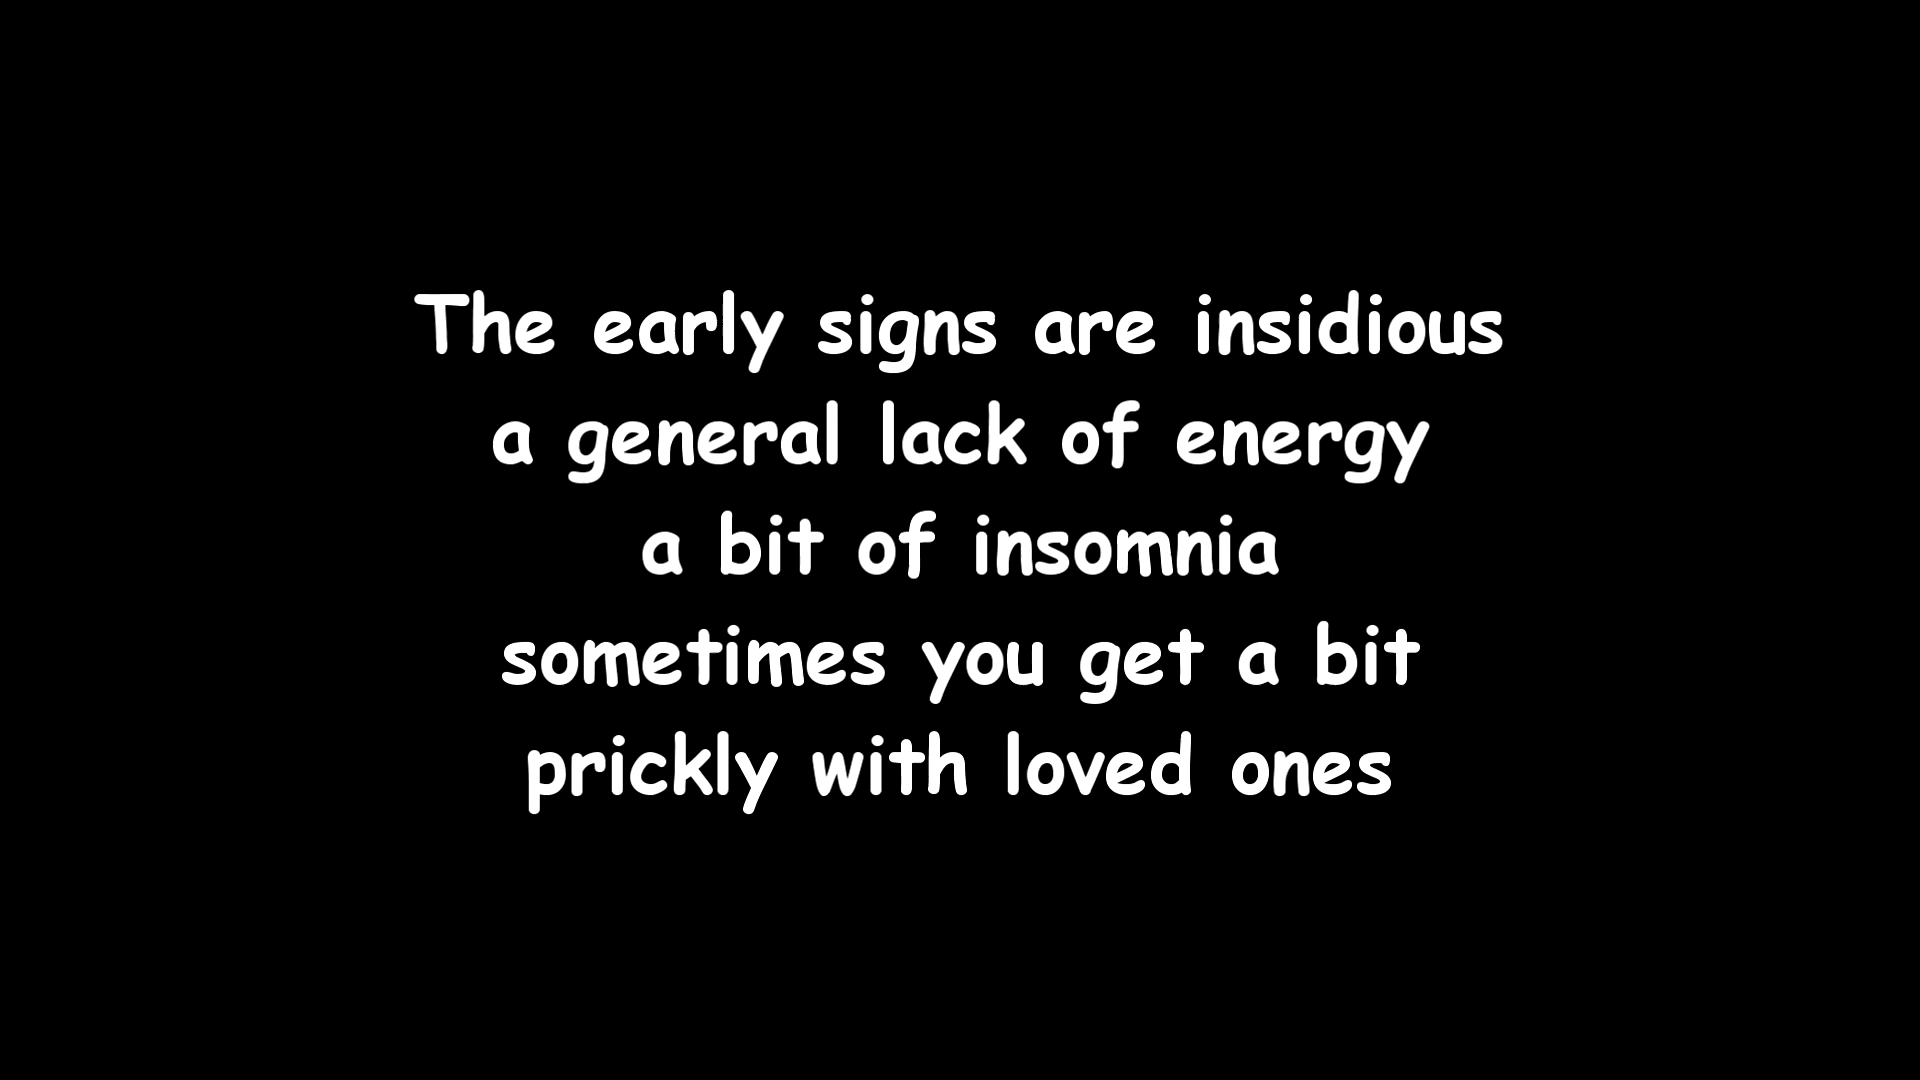 The early signs are insidious
a general lack of energy
a bit of insomnia
sometimes you get a bit
prickly with loved ones